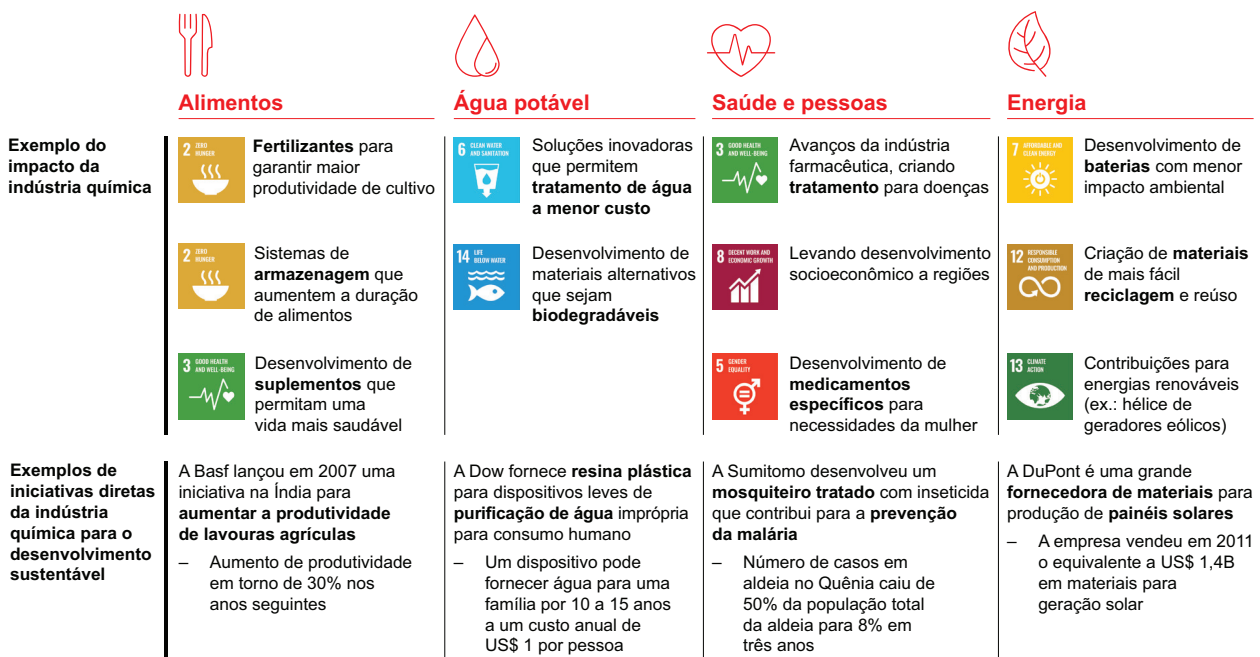 Alimentos
Água potável
Saúde e pessoas
Energia
Exemplo do
impacto da
indústria química
2 ZERO
HUNGER
Fertilizantes para
garantir maior
produtividade de cultivo
2 ZERO
HUNGER
Sistemas de
armazenagem que
aumentem a duração
de alimentos
3 GOOD HEALTH
AND WELL-BEING
Desenvolvimento de
suplementos que
permitam uma
vida mais saudável
6 CLEAN WATER
AND SANITATION
Soluções inovadoras
que permitem
tratamento de água
a menor custo
14 LIFE
BELOW WATER
Desenvolvimento de
materiais alternativos
que sejam
biodegradáveis
3 GOOD HEALTH
AND WELL-BEING
Avanços da indústria
farmacêutica, criando
tratamento para doenças
8 DECENT WORK AND
ECONOMIC GROWTH
Levando desenvolvimento
socioeconômico a regiões
5 GENDER
EQUALITY
Desenvolvimento de
medicamentos
específicos para
necessidades da mulher
7 AFFORDABLE AND
CLEAN ENERGY
Desenvolvimento de
baterias com menor
impacto ambiental
12 RESPONSIBLE
CONSUMPTION
AND PRODUCTION
Criação de materiais
de mais fácil
reciclagem e reúso
13 CLIMATE
ACTION
Contribuições para
energias renováveis
(ex.: hélice de
geradores eólicos)
Exemplos de
iniciativas diretas
da indústria
química para o
desenvolvimento
sustentável
A Basf lançou em 2007 uma
iniciativa na Índia para
aumentar a produtividade
de lavouras agrículas
– Aumento de produtividade
em torno de 30% nos
anos seguintes
A Dow fornece resina plástica
para dispositivos leves de
purificação de água imprópria
para consumo humano
– Um dispositivo pode
fornecer água para uma
família por 10 a 15 anos
a um custo anual de
US$ 1 por pessoa
A Sumitomo desenvolveu um
mosquiteiro tratado com inseticida
que contribui para a prevenção
da malária
– Número de casos em
aldeia no Quênia caiu de
50% da população total
da aldeia para 8% em
três anos
A DuPont é uma grande
fornecedora de materiais para
produção de painéis solares
– A empresa vendeu em 2011
o equivalente a US$ 1,4B
em materiais para
geração solar